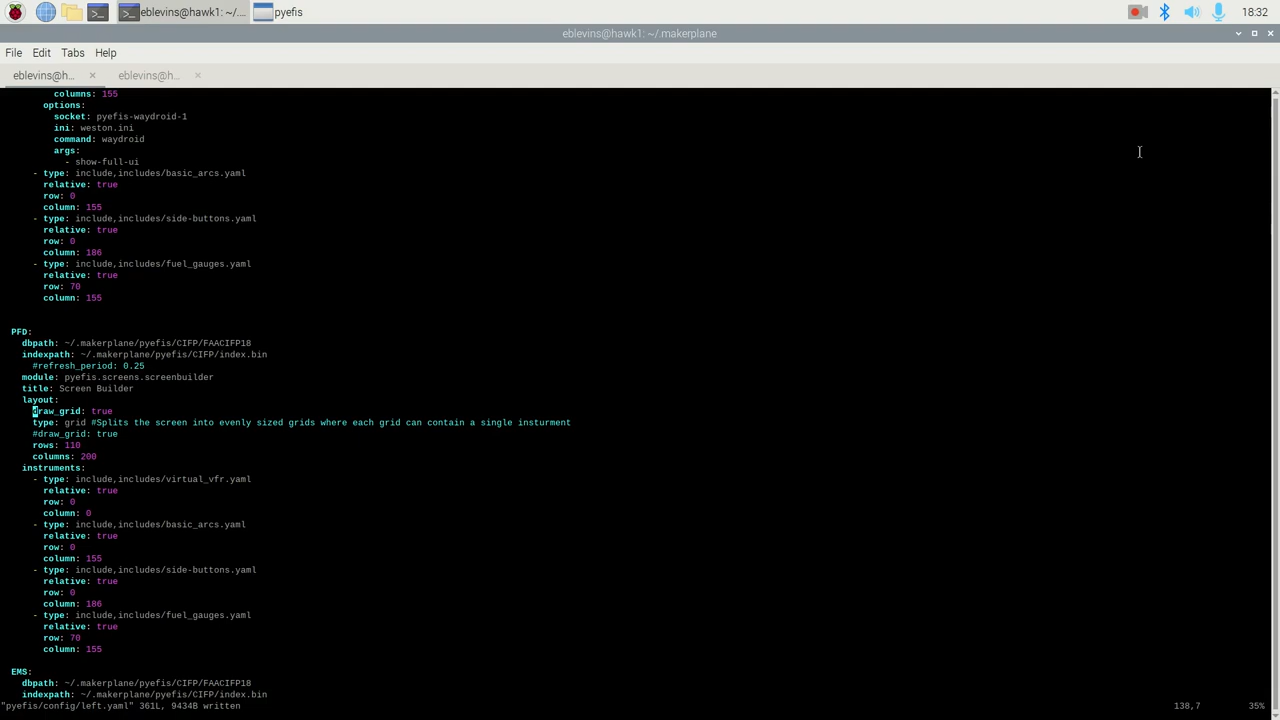 eblevins@hawk1: ~/...
pyefis
18:32
eblevins@hawk1: ~/.makerplane
File Edit Tabs Help
eblevins@h... ×
eblevins@h... ×
columns: 155
options:
socket: pyefis-waydroid-1
ini: weston.ini
command: waydroid
args:
- show-full-ui
- type: include,includes/basic_arcs.yaml
relative: true
row: 0
column: 155
- type: include,includes/side-buttons.yaml
relative: true
row: 0
column: 186
- type: include,includes/fuel_gauges.yaml
relative: true
row: 70
column: 155
PFD:
dbpath: ~/.makerplane/pyefis/CIFP/FAACIFP18
indexpath: ~/.makerplane/pyefis/CIFP/index.bin
#refresh_period: 0.25
module: pyefis.screens.screenbuilder
title: Screen Builder
layout:
draw_grid: true
type: grid #Splits the screen into evenly sized grids where each grid can contain a single insturment
#draw_grid: true
rows: 110
columns: 200
instruments:
- type: include,includes/virtual_vfr.yaml
relative: true
row: 0
column: 0
- type: include,includes/basic_arcs.yaml
relative: true
row: 0
column: 155
- type: include,includes/side-buttons.yaml
relative: true
row: 0
column: 186
- type: include,includes/fuel_gauges.yaml
relative: true
row: 70
column: 155
EMS:
dbpath: ~/.makerplane/pyefis/CIFP/FAACIFP18
indexpath: ~/.makerplane/pyefis/CIFP/index.bin
"pyefis/config/left.yaml" 361L, 9434B written 138,7 35%